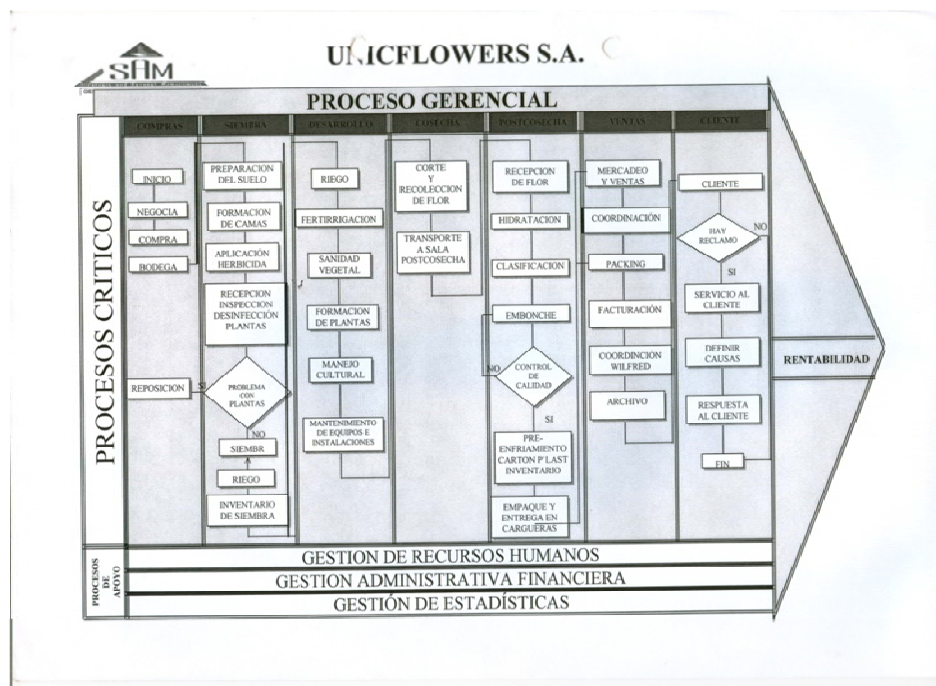 UNICFLOWERS S.A.
SAM
PROCESO GERENCIAL
PROCESOS CRITICOS
COMPRAS
INICIO
NEGOCIA
COMPRA
BODEGA
REPOSICION
SIEMBRA
PREPARACION
DEL SUELO
FORMACION
DE CAMAS
APLICACIÓN
HERBICIDA
RECEPCION
INSPECCION
DESINFECCIÓN
PLANTAS
SI
PROBLEMA
CON
PLANTAS
NO
SIEMBR
RIEGO
INVENTARIO
DE SIEMBRA
DESARROLLO
RIEGO
FERTIRRIGACION
SANIDAD
VEGETAL
FORMACION
DE PLANTAS
MANEJO
CULTURAL
MANTENIMIENTO
DE EQUIPOS E
INSTALACIONES
COSECHA
CORTE
Y
RECOLECCION
DE FLOR
TRANSPORTE
A SALA
POSTCOSECHA
POSTCOSECHA
RECEPCION
DE FLOR
HIDRATACION
CLASIFICACION
EMBONCHE
NO
CONTROL
DE
CALIDAD
SI
PRE-
ENFRIAMIENTO
CARTON P'LAST
INVENTARIO
EMPAQUE Y
ENTREGA EN
CARGUERAS
VENTAS
MERCADEO
Y VENTAS
COORDINACIÓN
PACKING
FACTURACIÓN
COORDINCION
WILFRED
ARCHIVO
CLIENTE
CLIENTE
HAY
RECLAMO
NO
SI
SERVICIO AL
CLIENTE
DEFINIR
CAUSAS
RESPUESTA
AL CLIENTE
FIN
RENTABILIDAD
PROCESOS
DE
APOYO
GESTION DE RECURSOS HUMANOS
GESTION ADMINISTRATIVA FINANCIERA
GESTIÓN DE ESTADÍSTICAS